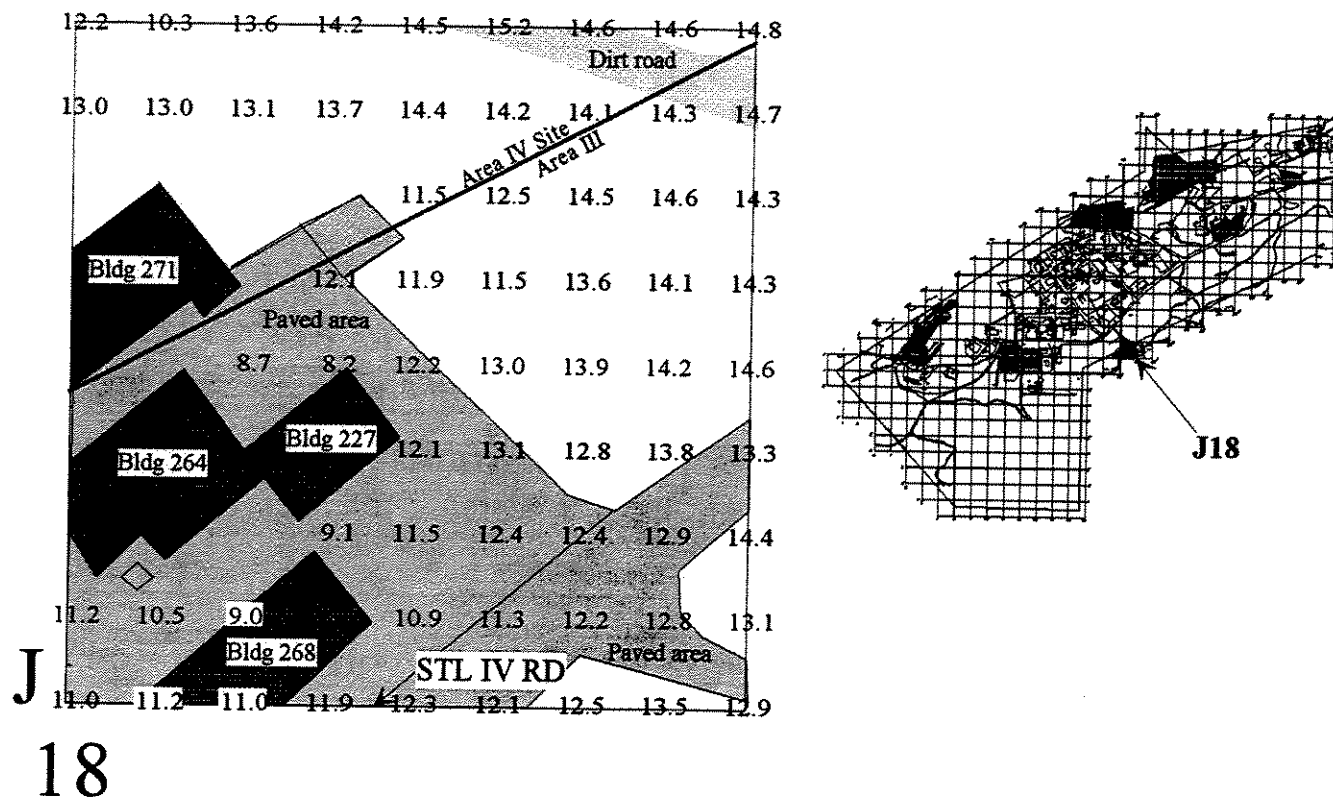 12.2 10.3 13.6 14.2 14.5 15.2 14.6 14.6 14.8
Dirt road
13.0 13.0 13.1 13.7 14.4 14.2 14.1 14.3 14.7
Area IV Site
Area III
11.5 12.5 14.5 14.6 14.3
Bldg 271
12.1 11.9 11.5 13.6 14.1 14.3
Paved area
8.7 8.2 12.2 13.0 13.9 14.2 14.6
Bldg 227 12.1 13.1 12.8 13.8 13.3
J18
Bldg 264
9.1 11.5 12.4 12.4 12.9 14.4
11.2 10.5 9.0 10.9 11.3 12.2 12.8 13.1
Bldg 268
Paved area
STL IV RD
J
11.0 11.2 11.0 11.9 12.3 12.1 12.5 13.5 12.9
18